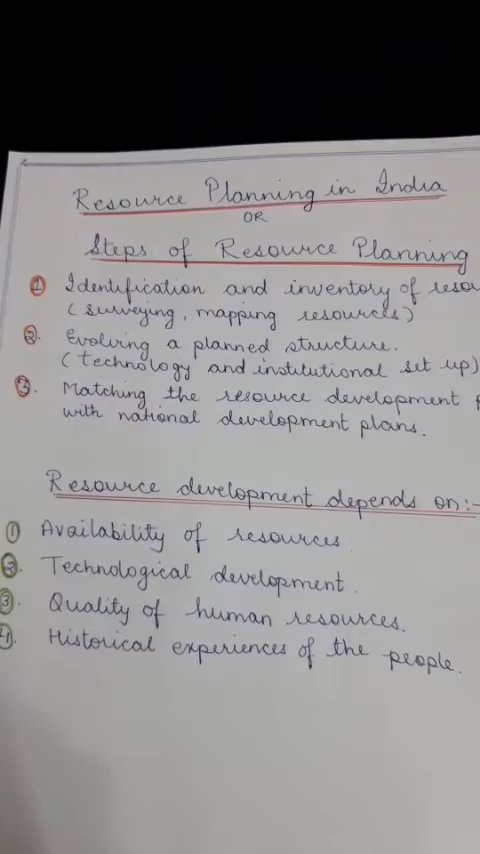 Resource Planning in India
OR
Steps of Resource Planning
1 Identification and inventory of
(surveying, mapping resources)
2. Evolving a planned structure.
(technology and institutional set up)
3. Matching the resource development
with national development plans.
Resource development depends on:-
1 Availability of resources
2. Technological development.
3. Quality of human resources.
4. Historical experiences of the people.